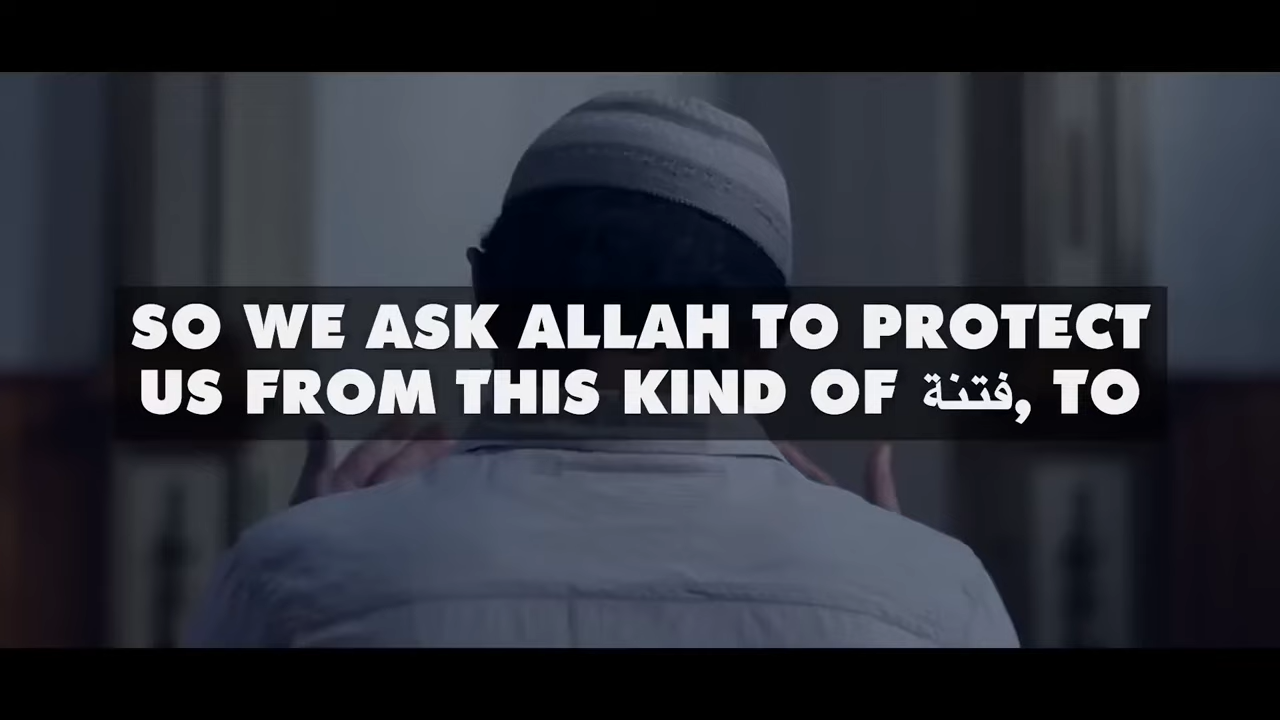 SO WE ASK ALLAH TO PROTECT
US FROM THIS KIND OF فتنة, TO